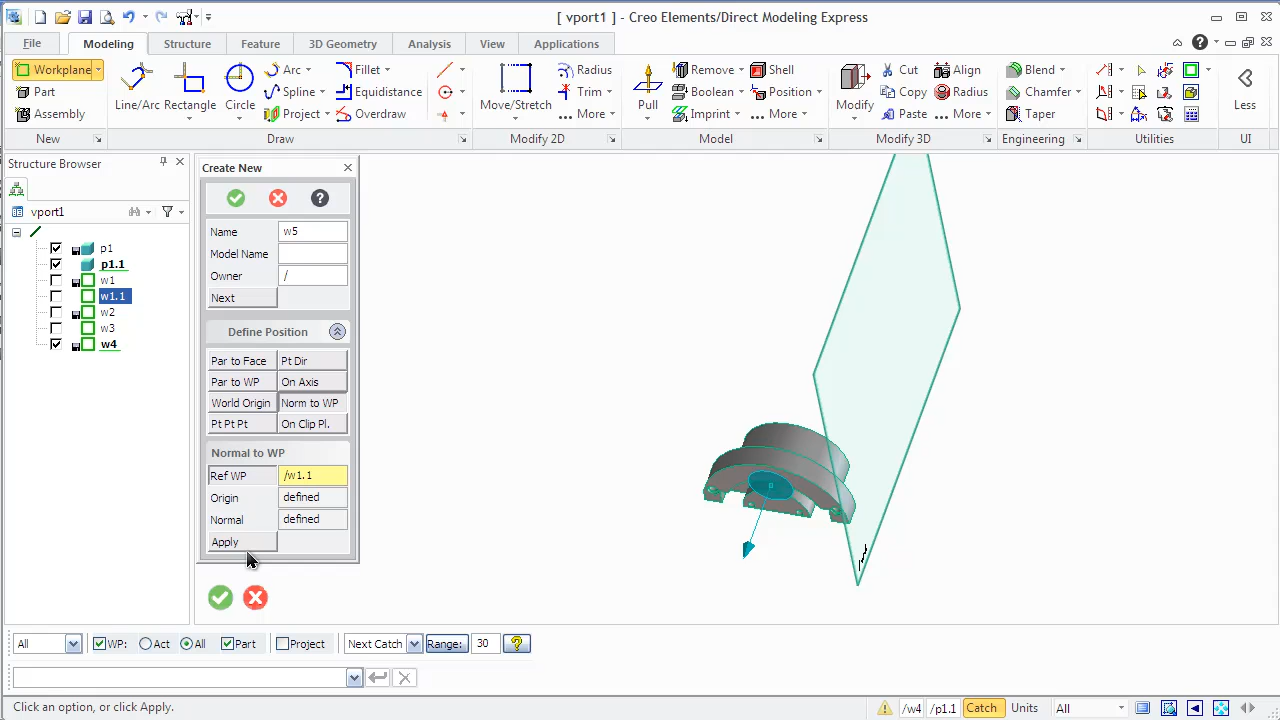 [ vport1 ] - Creo Elements/Direct Modeling Express
File Modeling Structure Feature 3D Geometry Analysis View Applications
Workplane Part Assembly
New
Line/Arc Rectangle Circle Arc Spline Project Fillet Equidistance Overdraw
Draw
Move/Stretch Radius Trim More
Modify 2D
Pull Remove Boolean Imprint Shell Position More
Model
Modify Cut Copy Paste Align Radius More
Modify 3D
Blend Chamfer Taper
Engineering
Utilities
Less
UI
Structure Browser
vport1
p1
p1.1
w1
w1.1
w2
w3
w4
Create New
Name w5
Model Name
Owner /
Next
Define Position
Par to Face Pt Dir
Par to WP On Axis
World Origin Norm to WP
Pt Pt Pt On Clip Pl.
Normal to WP
Ref WP /w1.1
Origin defined
Normal defined
Apply
All WP: Act All Part Project Next Catch Range: 30
Click an option, or click Apply. /w4 /p1.1 Catch Units All